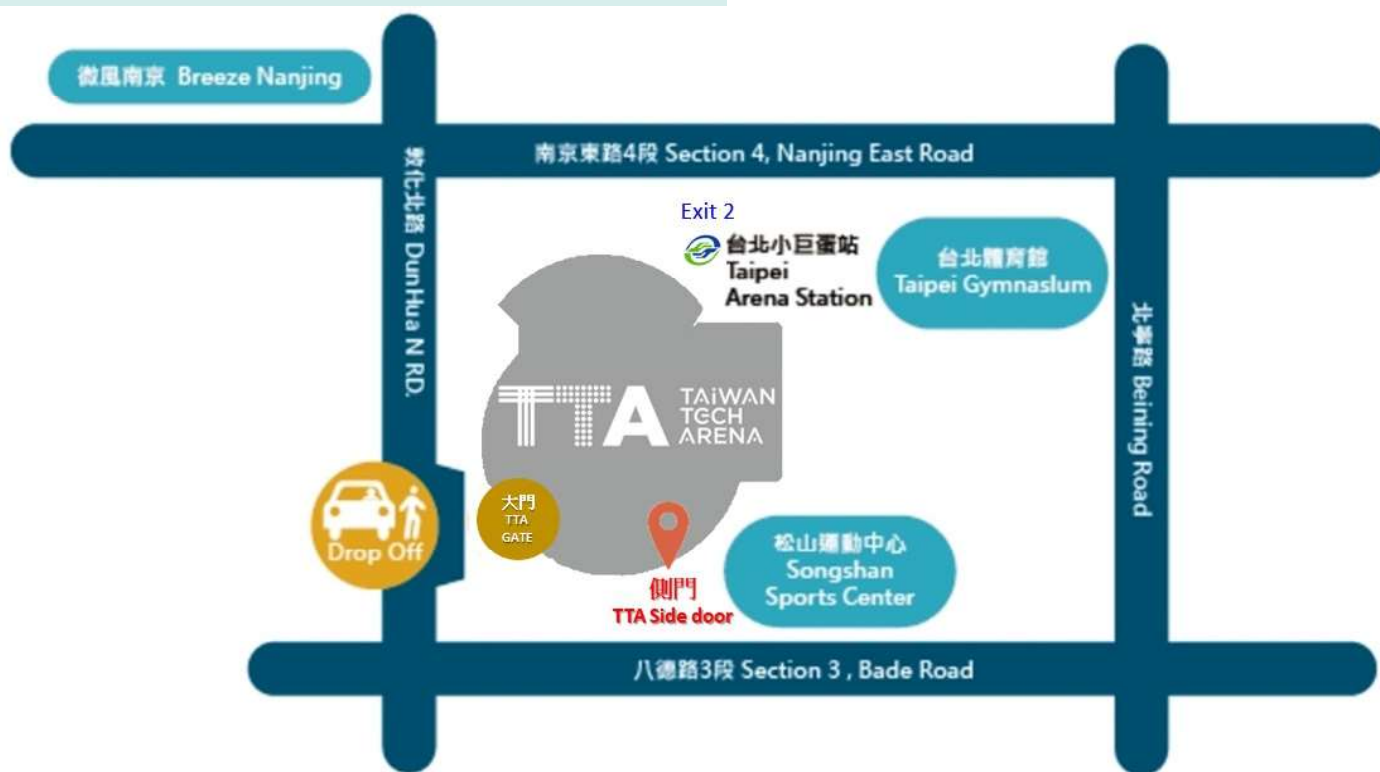 微風南京 Breeze Nanjing
南京東路4段 Section 4, Nanjing East Road
敦化北路 DunHua N RD.
Exit 2
台北小巨蛋站
Taipei
Arena Station
台北體育館
Taipei Gymnaslum
北寧路 Beining Road
TTA
TAiWAN
TECH
ARENA
Drop Off
大門
TTA
GATE
側門
TTA Side door
松山運動中心
Songshan
Sports Center
八德路3段 Section 3 , Bade Road